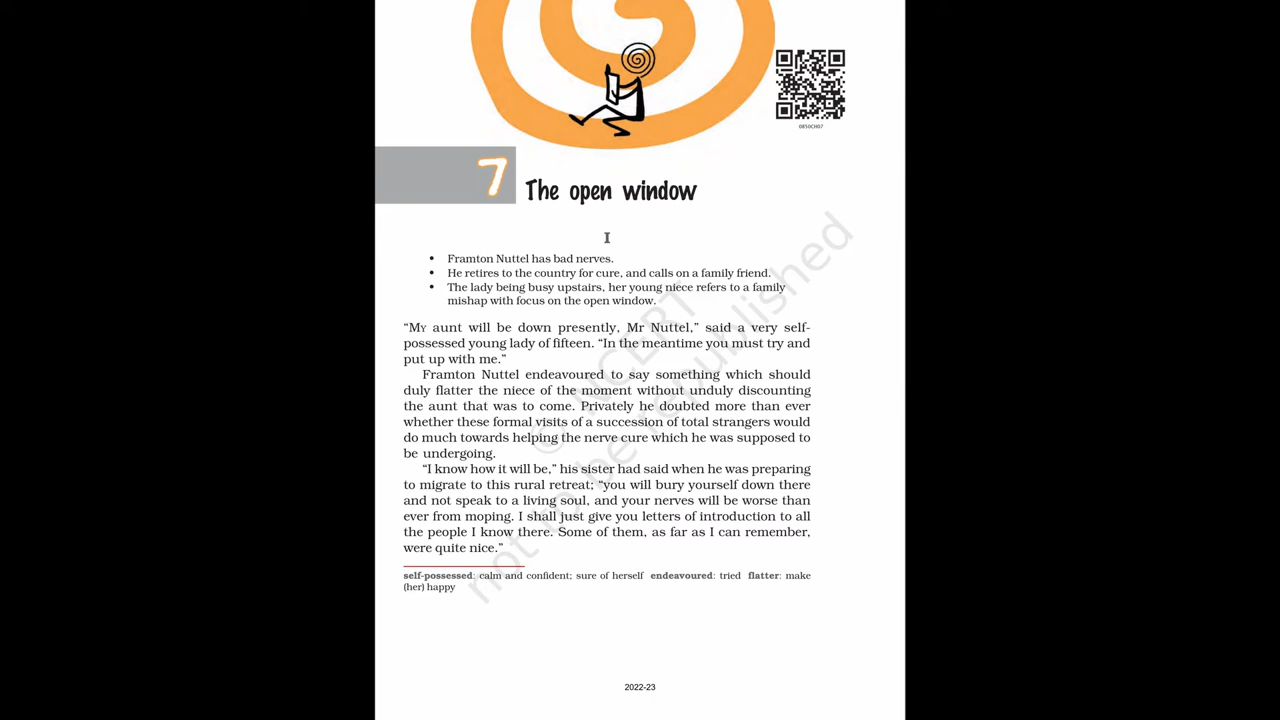 0850CH07
7
The open window
I
• Framton Nuttel has bad nerves.
• He retires to the country for cure, and calls on a family friend.
• The lady being busy upstairs, her young niece refers to a family
mishap with focus on the open window.
“MY aunt will be down presently, Mr Nuttel,” said a very self-
possessed young lady of fifteen. “In the meantime you must try and
put up with me.”
Framton Nuttel endeavoured to say something which should
duly flatter the niece of the moment without unduly discounting
the aunt that was to come. Privately he doubted more than ever
whether these formal visits of a succession of total strangers would
do much towards helping the nerve cure which he was supposed to
be undergoing.
“I know how it will be,” his sister had said when he was preparing
to migrate to this rural retreat; “you will bury yourself down there
and not speak to a living soul, and your nerves will be worse than
ever from moping. I shall just give you letters of introduction to all
the people I know there. Some of them, as far as I can remember,
were quite nice.”
self-possessed: calm and confident; sure of herself endeavoured: tried flatter: make
(her) happy
© NCERT
not to be republished
2022-23